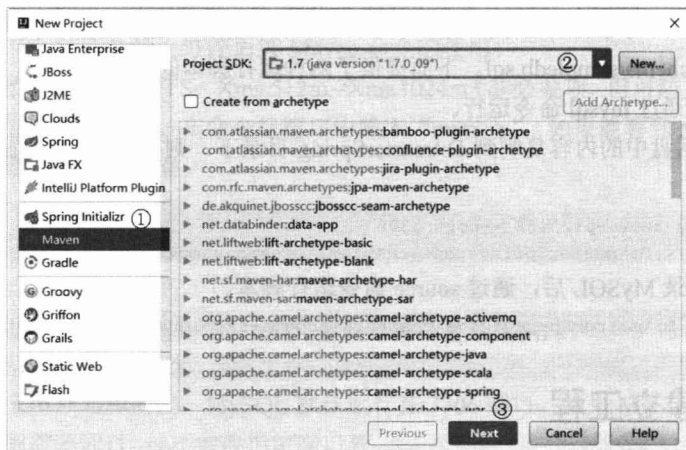 New Project
Java Enterprise
JBoss
J2ME
Clouds
Spring
Java FX
IntelliJ Platform Plugin
Spring Initializr ①
Maven
Gradle
Groovy
Griffon
Grails
Static Web
Flash
Project SDK: 1.7 (java version "1.7.0_09") ② New...
Create from archetype Add Archetype...
com.atlassian.maven.archetypes:bamboo-plugin-archetype
com.atlassian.maven.archetypes:confluence-plugin-archetype
com.atlassian.maven.archetypes:jira-plugin-archetype
com.rfc.maven.archetypes:jpa-maven-archetype
de.akquinet.jbosscc:jbosscc-seam-archetype
net.databinder:data-app
net.liftweb:lift-archetype-basic
net.liftweb:lift-archetype-blank
net.sf.maven-har:maven-archetype-har
net.sf.maven-sar:maven-archetype-sar
org.apache.camel.archetypes:camel-archetype-activemq
org.apache.camel.archetypes:camel-archetype-component
org.apache.camel.archetypes:camel-archetype-java
org.apache.camel.archetypes:camel-archetype-scala
org.apache.camel.archetypes:camel-archetype-spring
org.apache.camel.archetypes:camel-archetype-war
③
Previous Next Cancel Help